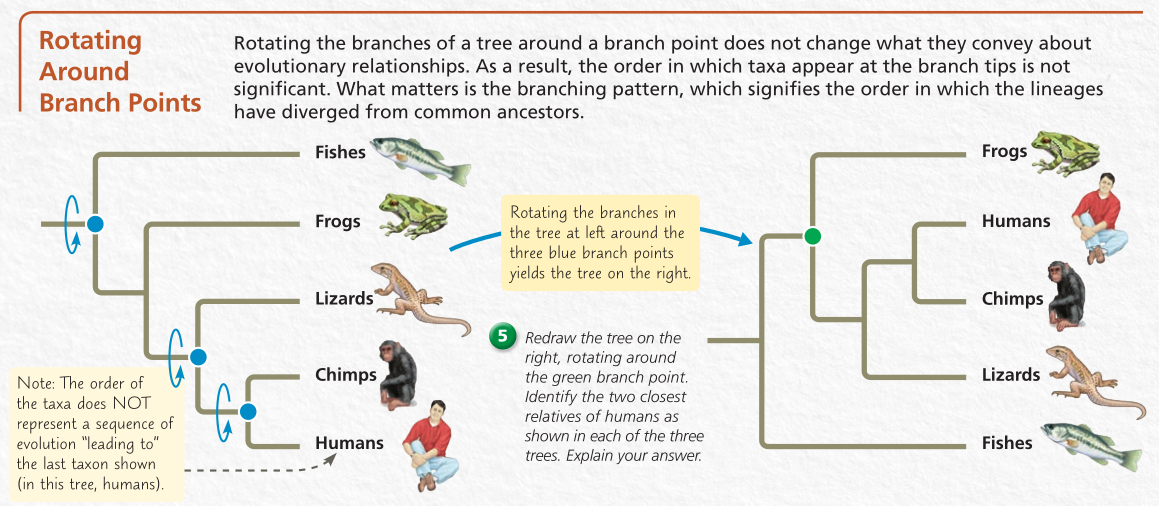 Rotating
Around
Branch Points
Rotating the branches of a tree around a branch point does not change what they convey about
evolutionary relationships. As a result, the order in which taxa appear at the branch tips is not
significant. What matters is the branching pattern, which signifies the order in which the lineages
have diverged from common ancestors.
Fishes
Frogs
Lizards
Chimps
Humans
Note: The order of
the taxa does NOT
represent a sequence of
evolution “leading to”
the last taxon shown
(in this tree, humans).
Rotating the branches in
the tree at left around the
three blue branch points
yields the tree on the right.
5 Redraw the tree on the
right, rotating around
the green branch point.
Identify the two closest
relatives of humans as
shown in each of the three
trees. Explain your answer.
Frogs
Humans
Chimps
Lizards
Fishes